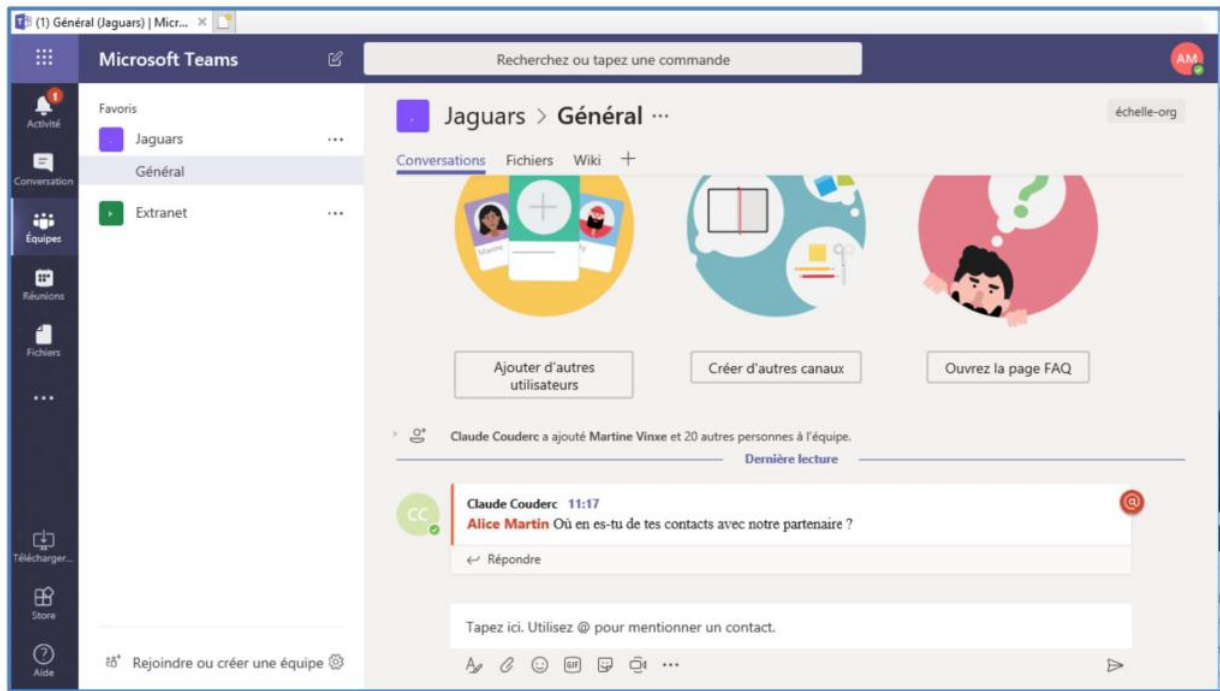 (1) Général (Jaguars) | Micr...
Microsoft Teams
Recherchez ou tapez une commande
AM
1
Activité
Conversation
Équipes
Réunions
Fichiers
Télécharger...
Store
Aide
Favoris
Jaguars
Général
Extranet
Rejoindre ou créer une équipe
Jaguars > Général ...
échelle-org
Conversations Fichiers Wiki +
Maxine
Ajouter d'autres
utilisateurs
Créer d'autres canaux
Ouvrez la page FAQ
Claude Couderc a ajouté Martine Vinxe et 20 autres personnes à l'équipe.
Dernière lecture
CC
Claude Couderc 11:17
@
Alice Martin Où en es-tu de tes contacts avec notre partenaire ?
Répondre
Tapez ici. Utilisez @ pour mentionner un contact.
GIF